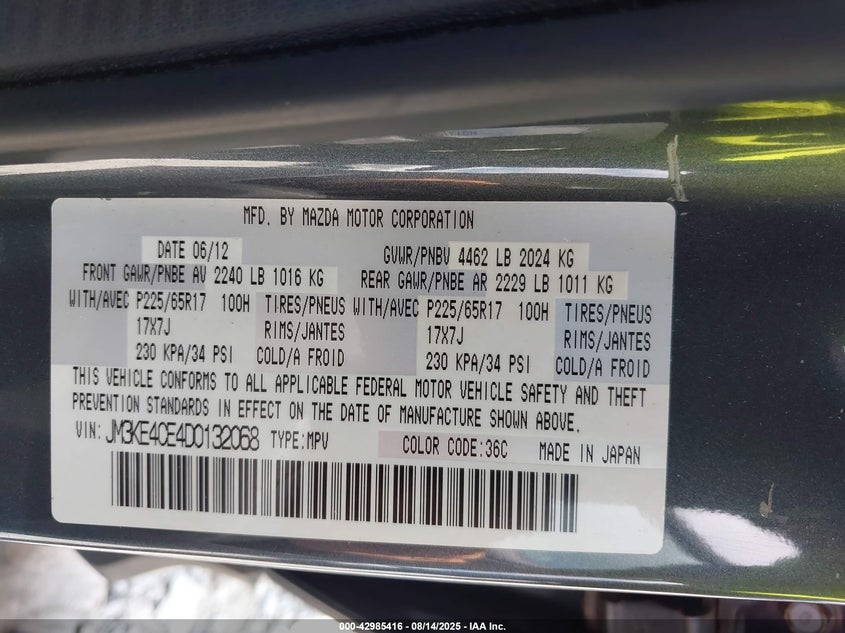 MFD. BY MAZDA MOTOR CORPORATION
DATE 06/12 GVWR/PNBV 4462 LB 2024 KG
FRONT GAWR/PNBE AV 2240 LB 1016 KG REAR GAWR/PNBE AR 2229 LB 1011 KG
WITH/AVEC P225/65R17 100H TIRES/PNEUS WITH/AVEC P225/65R17 100H TIRES/PNEUS
17X7J RIMS/JANTES 17X7J RIMS/JANTES
230 KPA/34 PSI COLD/A FROID 230 KPA/34 PSI COLD/A FROID
THIS VEHICLE CONFORMS TO ALL APPLICABLE FEDERAL MOTOR VEHICLE SAFETY AND THEFT
PREVENTION STANDARDS IN EFFECT ON THE DATE OF MANUFACTURE SHOWN ABOVE.
VIN: JM3KE4CE4D0132068 TYPE:MPV COLOR CODE:36C MADE IN JAPAN
000-42985416 - 08/14/2025 - IAA Inc.